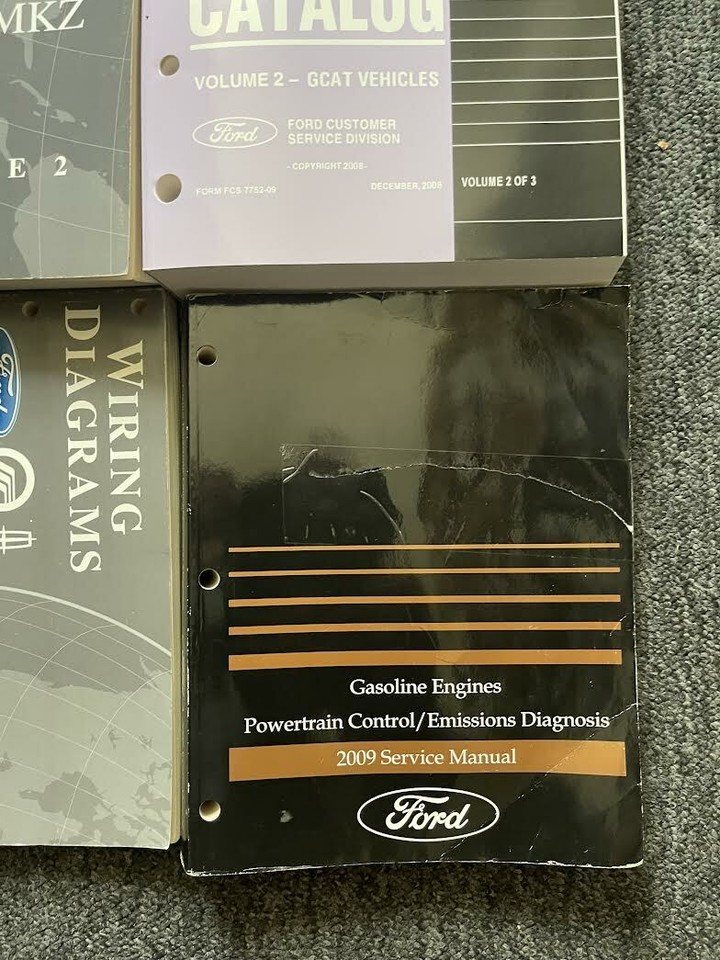 MKZ
E 2
CATALOG
VOLUME 2 – GCAT VEHICLES
Ford
FORD CUSTOMER
SERVICE DIVISION
- COPYRIGHT 2008 -
FORM FCS 7752-09
DECEMBER, 2008
VOLUME 2 OF 3
Ford
WIRING
DIAGRAMS
Gasoline Engines
Powertrain Control/Emissions Diagnosis
2009 Service Manual
Ford